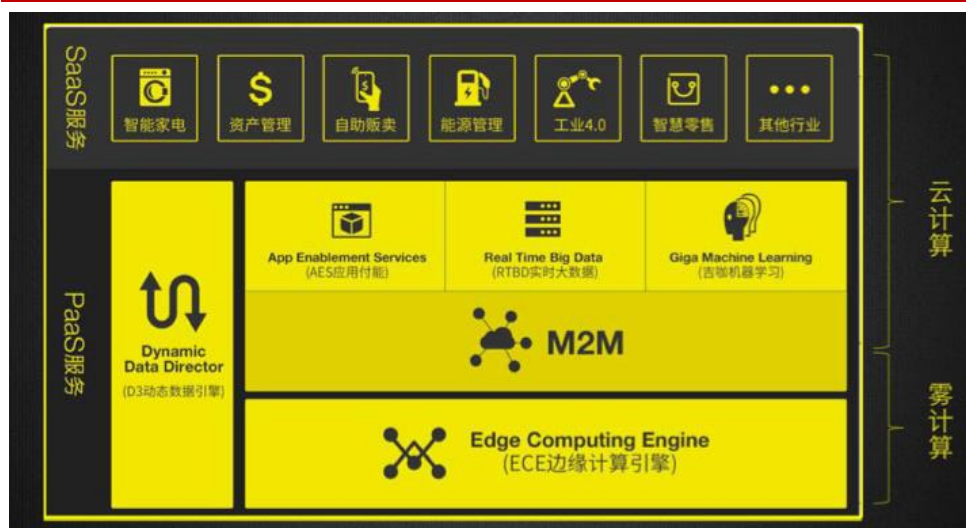 SaaS服务
智能家电
资产管理
自助贩卖
能源管理
工业4.0
智慧零售
其他行业
PaaS服务
Dynamic
Data Director
(D3动态数据引擎)
App Enablement Services
(AES应用付能)
Real Time Big Data
(RTBD实时大数据)
Giga Machine Learning
(吉咖机器学习)
M2M
Edge Computing Engine
(ECE边缘计算引擎)
云计算
雾计算